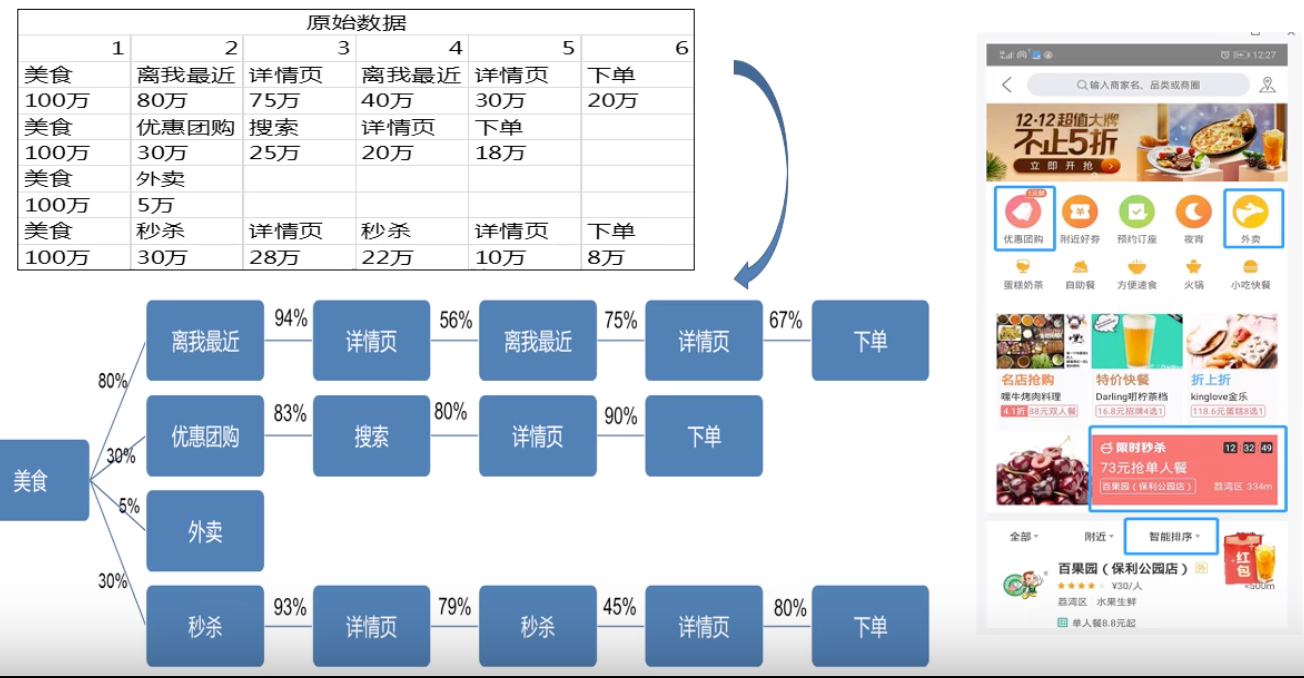 原始数据
1 2 3 4 5 6
美食 离我最近 详情页 离我最近 详情页 下单
100万 80万 75万 40万 30万 20万
美食 优惠团购 搜索 详情页 下单
100万 30万 25万 20万 18万
美食 外卖
100万 5万
美食 秒杀 详情页 秒杀 详情页 下单
100万 30万 28万 22万 10万 8万
美食
80% 离我最近 94% 详情页 56% 离我最近 75% 详情页 67% 下单
30% 优惠团购 83% 搜索 80% 详情页 90% 下单
5% 外卖
30% 秒杀 93% 详情页 79% 秒杀 45% 详情页 80% 下单
12:27
输入商家名、品类或商圈
12·12超值大牌
不止5折
立即开抢
优惠团购 附近好券 预约订座 夜宵 外卖
蛋糕奶茶 自助餐 方便速食 火锅 小吃快餐
名店抢购 特价快餐 折上折
嘿牛烤肉料理 Darling叮柠茶档 kinglove金乐
4.1折 88元双人餐 16.8元招牌4选1 118.6元蛋糕8选1
限时秒杀 12 32 49
73元抢单人餐
百果园（保利公园店） 荔湾区 334m
全部 附近 智能排序
红包
百果园（保利公园店） 外
¥30/人 <500m
荔湾区 水果生鲜
单人餐8.8元起